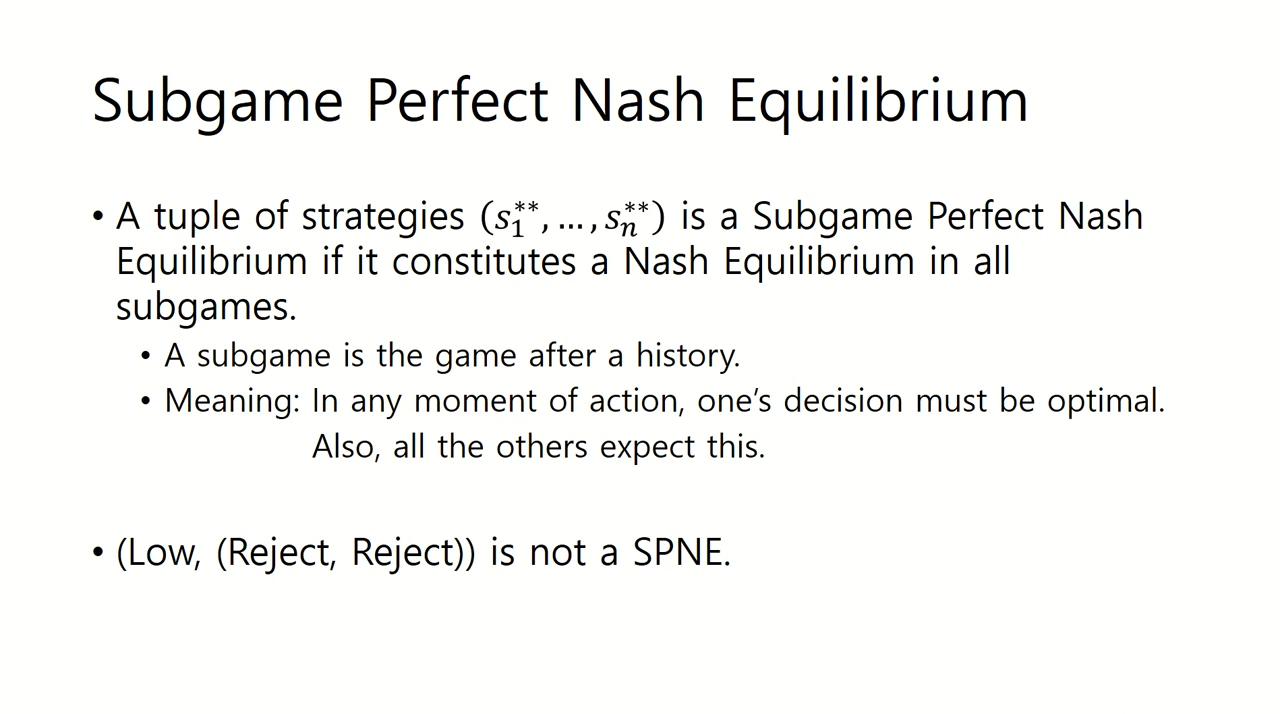 Subgame Perfect Nash Equilibrium
• A tuple of strategies (s₁**, … , sₙ**) is a Subgame Perfect Nash
Equilibrium if it constitutes a Nash Equilibrium in all
subgames.
• A subgame is the game after a history.
• Meaning: In any moment of action, one’s decision must be optimal.
Also, all the others expect this.
• (Low, (Reject, Reject)) is not a SPNE.